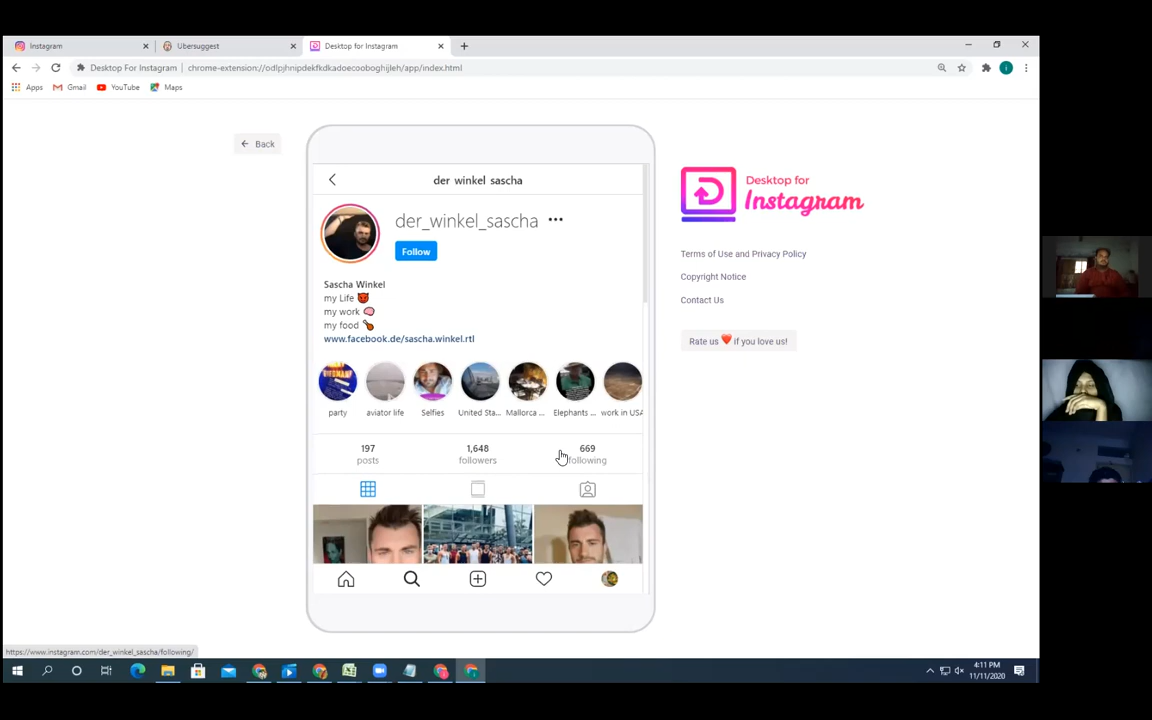 Instagram
Ubersuggest
Desktop for Instagram
Desktop For Instagram
chrome-extension://odlpjhnipdekfkdkadoecooboghijleh/app/index.html
Apps
Gmail
YouTube
Maps
Back
der winkel sascha
der_winkel_sascha
Follow
Sascha Winkel
my Life 😈
my work 🧠
my food 🍗
www.facebook.de/sascha.winkel.rtl
party
aviator life
Selfies
United Sta...
Mallorca ...
Elephants ...
work in USA
197
posts
1,648
followers
669
following
Desktop for
Instagram
Terms of Use and Privacy Policy
Copyright Notice
Contact Us
Rate us ❤️ if you love us!
https://www.instagram.com/der_winkel_sascha/following/
4:11 PM
11/11/2020